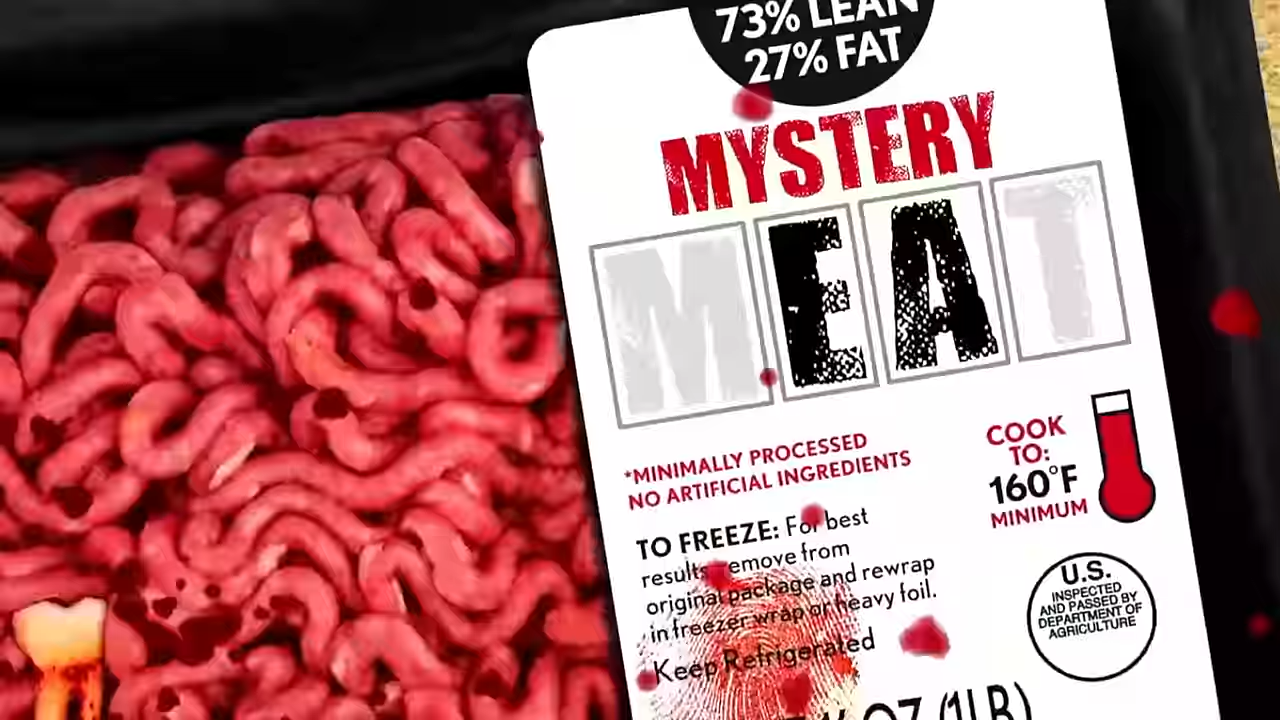 73% LEAN
27% FAT
MYSTERY
MEAT
*MINIMALLY PROCESSED
NO ARTIFICIAL INGREDIENTS
COOK
TO:
160°F
MINIMUM
TO FREEZE: For best
results, remove from
original package and rewrap
in freezer wrap or heavy foil.
Keep Refrigerated
U.S.
INSPECTED
AND PASSED BY
DEPARTMENT OF
AGRICULTURE
OZ (1LB)